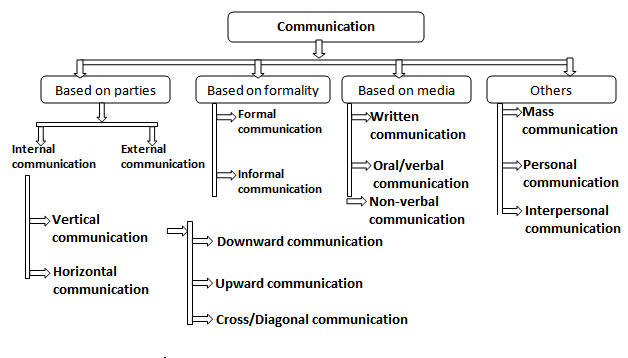 Communication
Based on parties
Based on formality
Based on media
Others
Internal
communication
External
communication
Vertical
communication
Horizontal
communication
Downward communication
Upward communication
Cross/Diagonal communication
Formal
communication
Informal
communication
Written
communication
Oral/verbal
communication
Non-verbal
communication
Mass
communication
Personal
communication
Interpersonal
communication